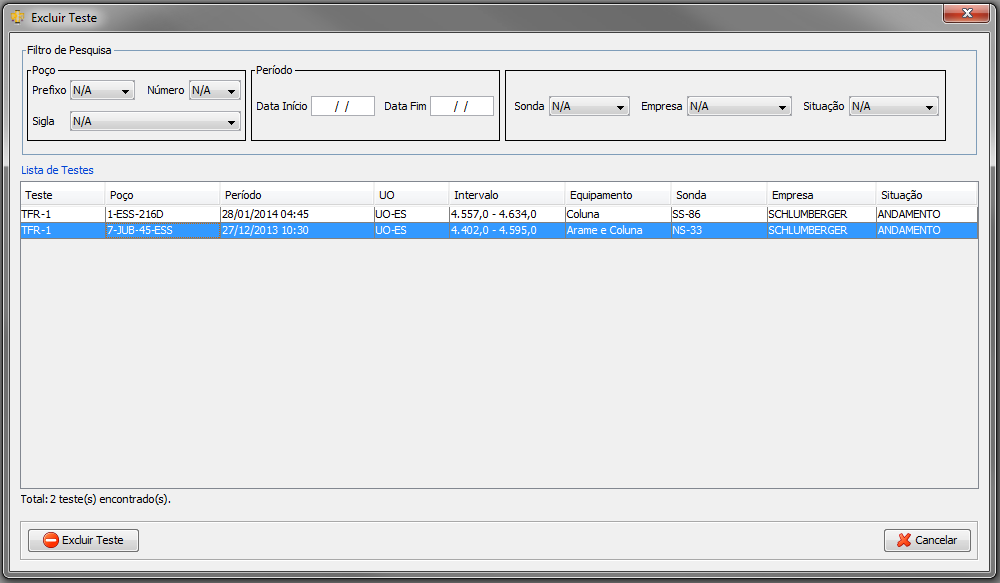 Excluir Teste
Filtro de Pesquisa
Poço
Prefixo N/A Número N/A
Sigla N/A
Período
Data Início / / Data Fim / /
Sonda N/A Empresa N/A Situação N/A
Lista de Testes
Teste Poço Período UO Intervalo Equipamento Sonda Empresa Situação
TFR-1 1-ESS-216D 28/01/2014 04:45 UO-ES 4.557,0 - 4.634,0 Coluna SS-86 SCHLUMBERGER ANDAMENTO
TFR-1 7-JUB-45-ESS 27/12/2013 10:30 UO-ES 4.402,0 - 4.595,0 Arame e Coluna NS-33 SCHLUMBERGER ANDAMENTO
Total: 2 teste(s) encontrado(s).
Excluir Teste Cancelar